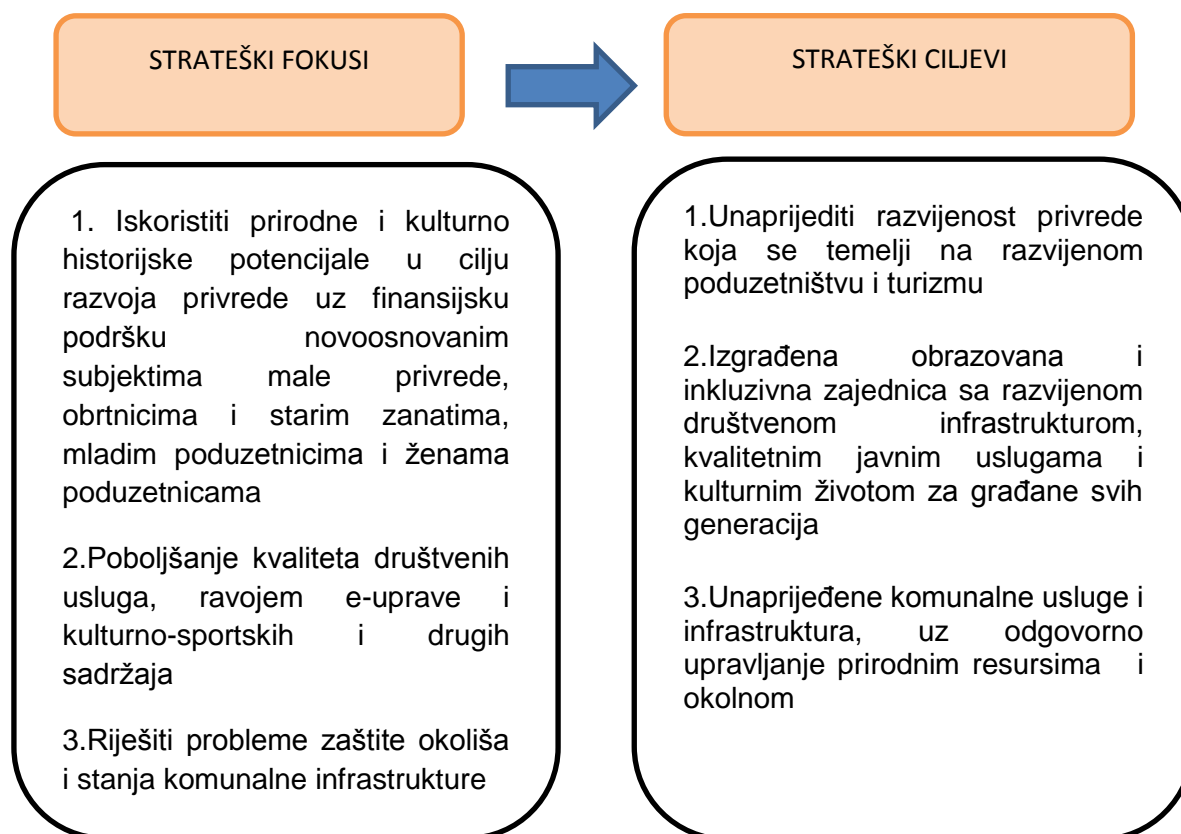 STRATEŠKI FOKUSI
STRATEŠKI CILJEVI
1. Iskoristiti prirodne i kulturno
historijske potencijale u cilju
razvoja privrede uz finansijsku
podršku novoosnovanim
subjektima male privrede,
obrtnicima i starim zanatima,
mladim poduzetnicima i ženama
poduzetnicama
2.Poboljšanje kvaliteta društvenih
usluga, ravojem e-uprave i
kulturno-sportskih i drugih
sadržaja
3.Riješiti probleme zaštite okoliša
i stanja komunalne infrastrukture
1.Unaprijediti razvijenost privrede
koja se temelji na razvijenom
poduzetništvu i turizmu
2.Izgrađena obrazovana i
inkluzivna zajednica sa razvijenom
društvenom infrastrukturom,
kvalitetnim javnim uslugama i
kulturnim životom za građane svih
generacija
3.Unaprijeđene komunalne usluge i
infrastruktura, uz odgovorno
upravljanje prirodnim resursima i
okolnom